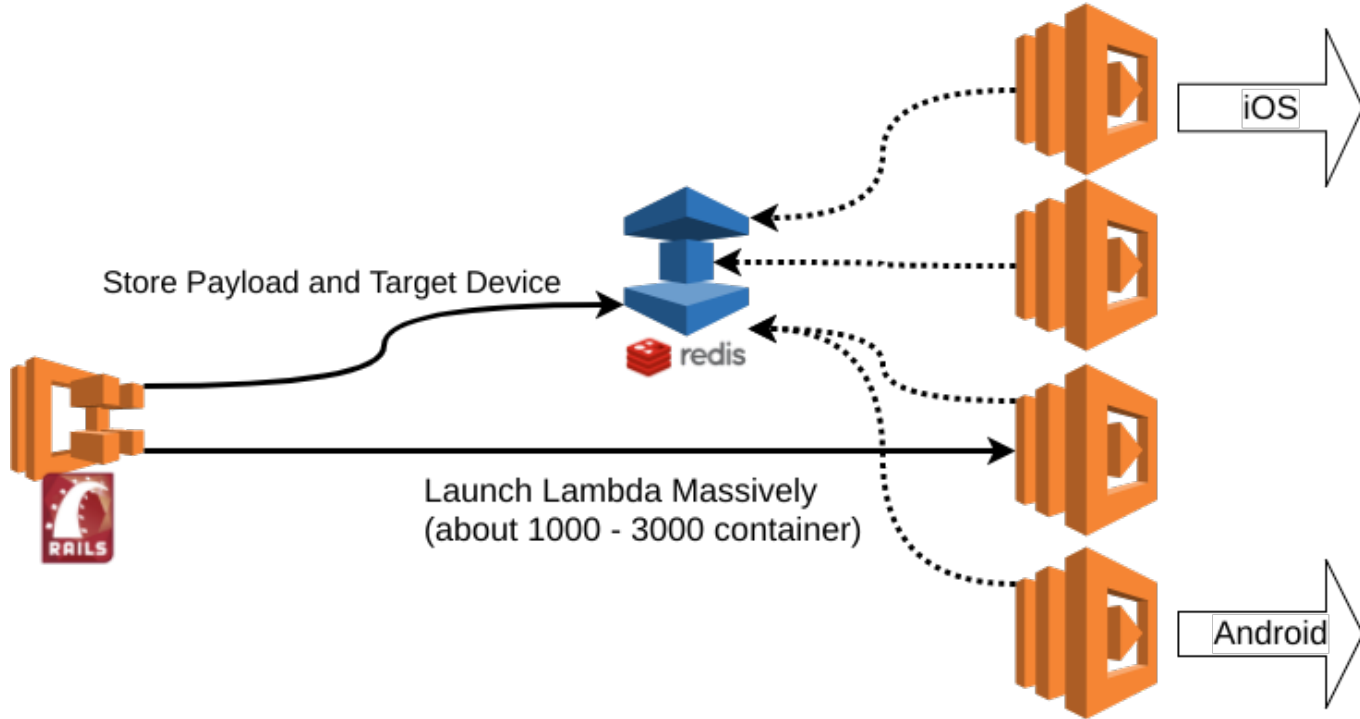 iOS
Store Payload and Target Device
redis
Launch Lambda Massively
(about 1000 - 3000 container)
RAILS
Android